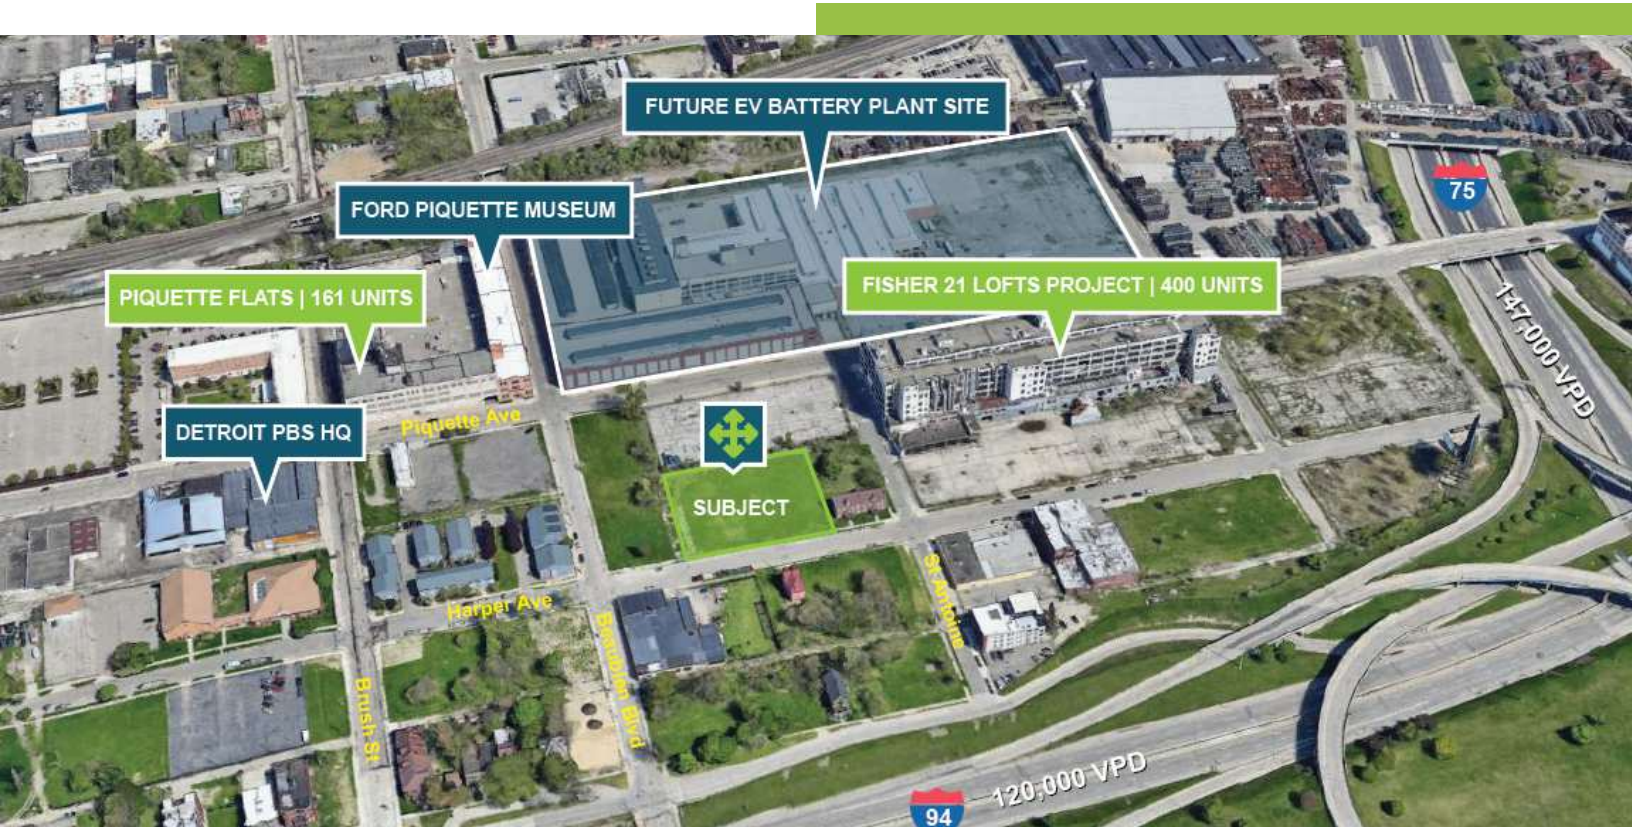 FUTURE EV BATTERY PLANT SITE
75
FORD PIQUETTE MUSEUM
PIQUETTE FLATS | 161 UNITS
FISHER 21 LOFTS PROJECT | 400 UNITS
147,000 VPD
DETROIT PBS HQ
Piquette Ave
SUBJECT
Harper Ave
St Antoine
Beaubien Blvd
Brush St
120,000 VPD
94